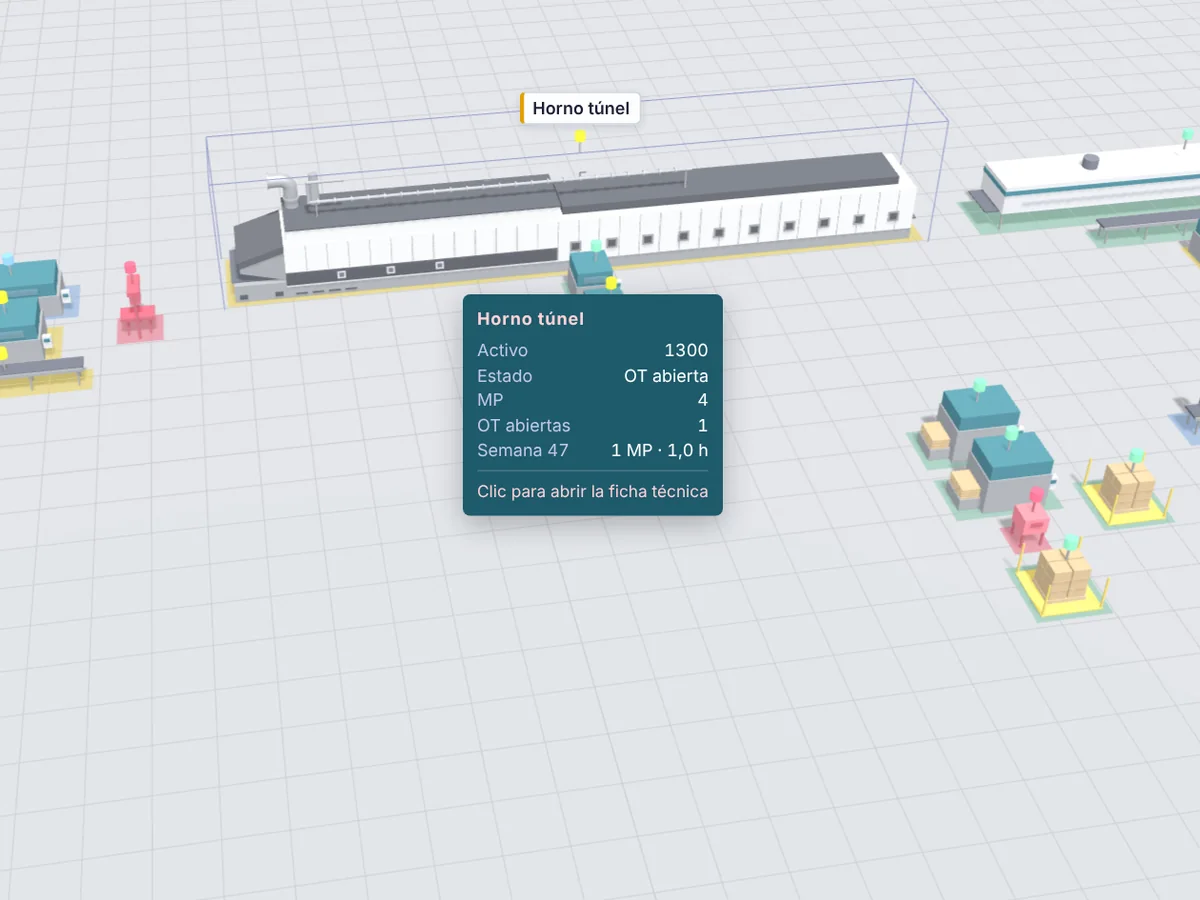 Horno túnel
Horno túnel
Activo 1300
Estado OT abierta
MP 4
OT abiertas 1
Semana 47 1 MP · 1,0 h
Clic para abrir la ficha técnica